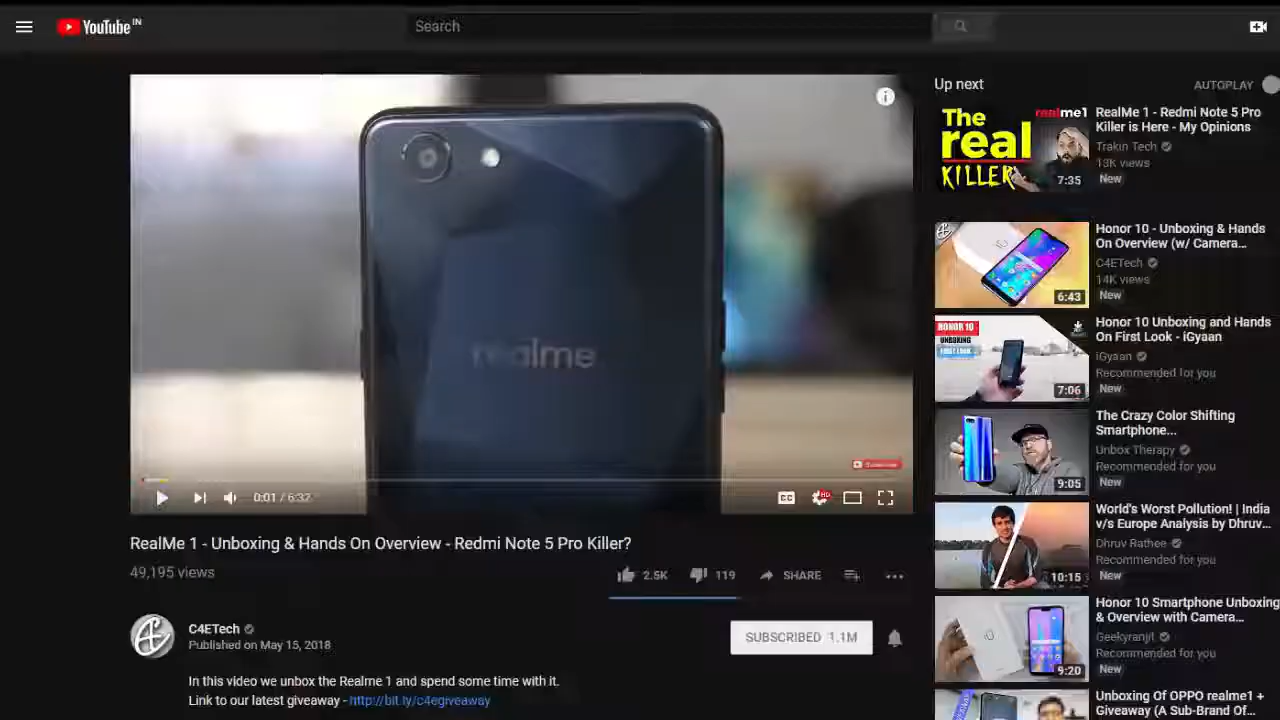 YouTube IN
Search
realme
Subscribe
0:01 / 6:37
CC
HD
RealMe 1 - Unboxing & Hands On Overview - Redmi Note 5 Pro Killer?
49,195 views
2.5K
119
SHARE
C4ETech
Published on May 15, 2018
SUBSCRIBED 1.1M
In this video we unbox the Realme 1 and spend some time with it.
Link to our latest giveaway - http://bit.ly/c4egiveaway
Up next
AUTOPLAY
The
real
KILLER
realme1
7:35
RealMe 1 - Redmi Note 5 Pro
Killer is Here - My Opinions
Trakin Tech
13K views
New
6:43
Honor 10 - Unboxing & Hands
On Overview (w/ Camera...
C4ETech
14K views
New
HONOR 10
UNBOXING
FIRST LOOK
7:06
Honor 10 Unboxing and Hands
On First Look - iGyaan
iGyaan
Recommended for you
New
9:05
The Crazy Color Shifting
Smartphone...
Unbox Therapy
Recommended for you
New
10:15
World's Worst Pollution! | India
v/s Europe Analysis by Dhruv...
Dhruv Rathee
Recommended for you
New
9:20
Honor 10 Smartphone Unboxing
& Overview with Camera...
Geekyranjit
Recommended for you
New
Unboxing Of OPPO realme1 +
Giveaway (A Sub-Brand Of...